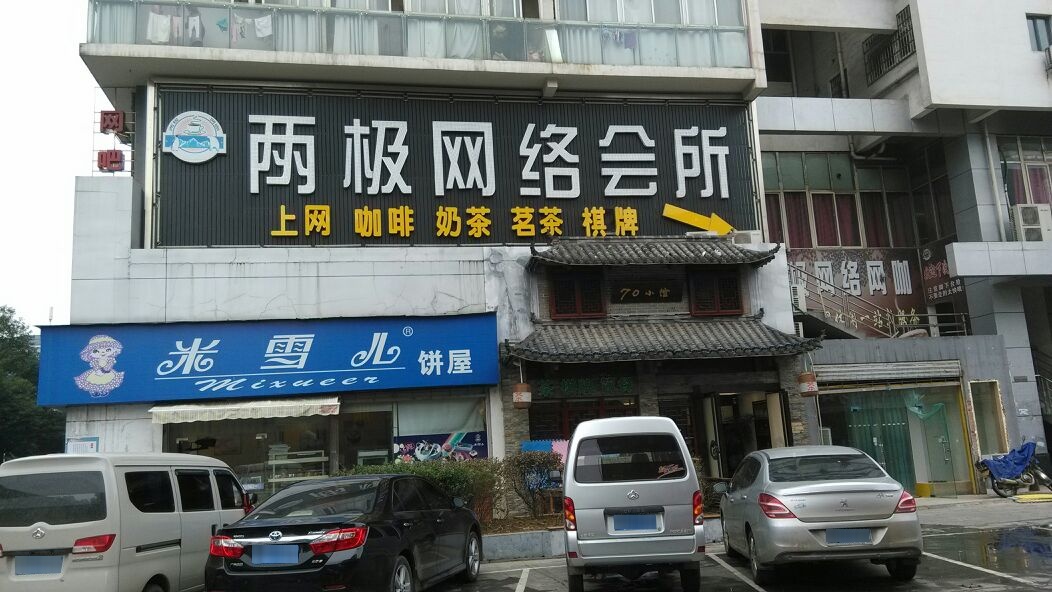 网吧
两极网络会所
上网 咖啡 奶茶 茗茶 棋牌
70小馆
极网络网咖
米雪儿®
Mixueer
饼屋